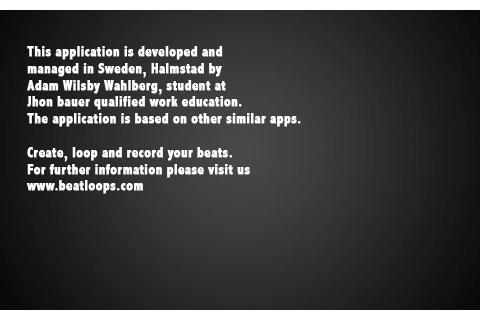 This application is developed and
managed in Sweden, Halmstad by
Adam Wilsby Wahlberg, student at
Jhon bauer qualified work education.
The application is based on other similar apps.
Create, loop and record your beats.
For further information please visit us
www.beatloops.com